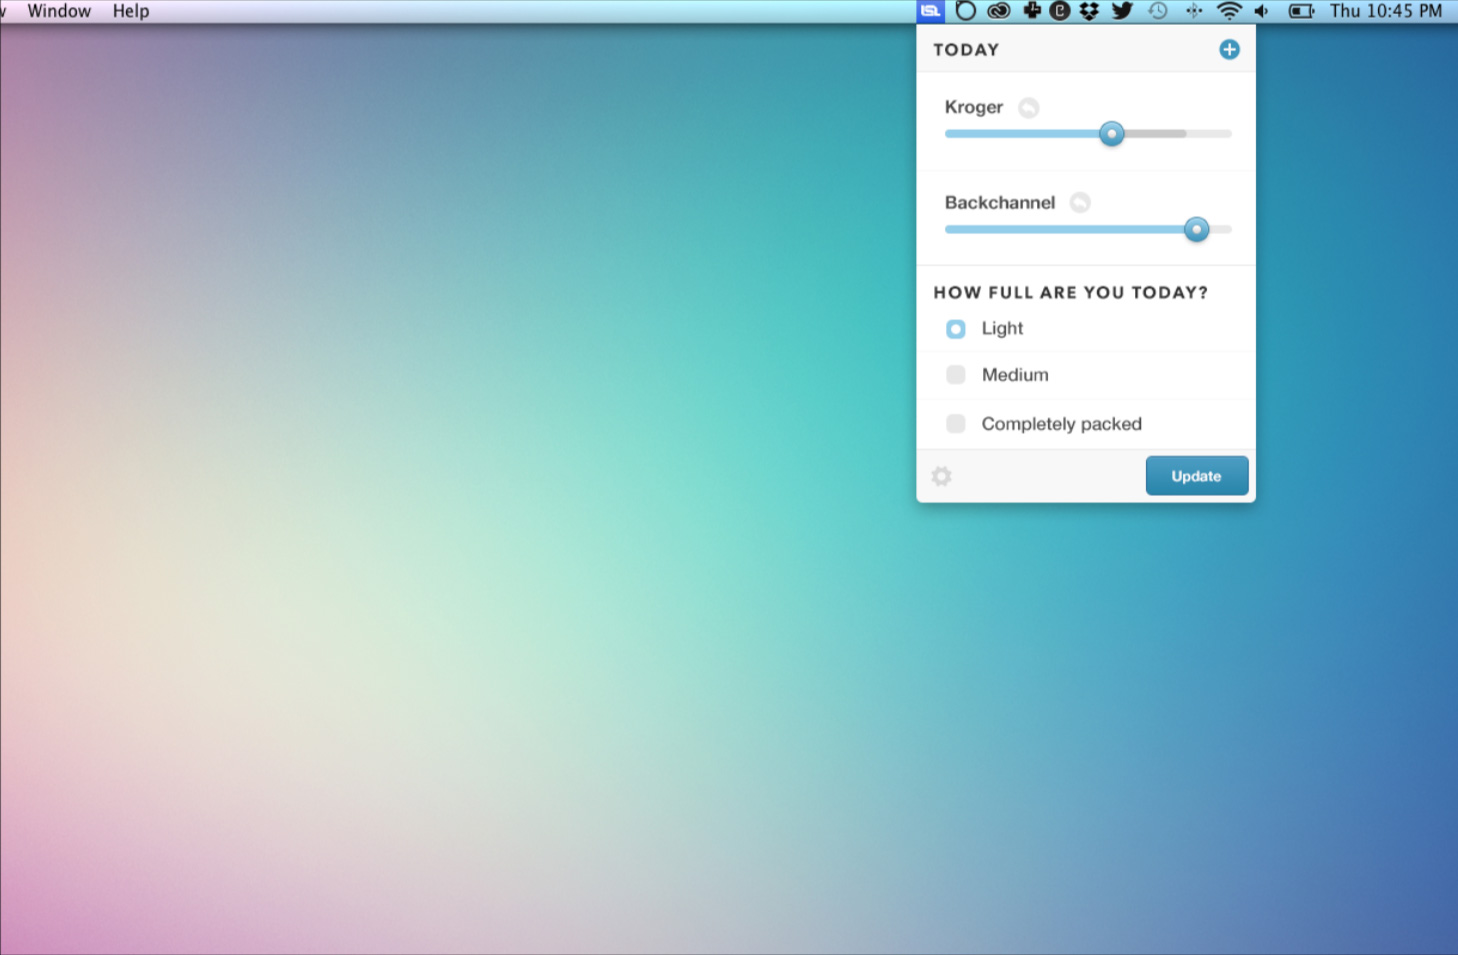 Window Help
ISL
Thu 10:45 PM
TODAY
Kroger
Backchannel
HOW FULL ARE YOU TODAY?
Light
Medium
Completely packed
Update